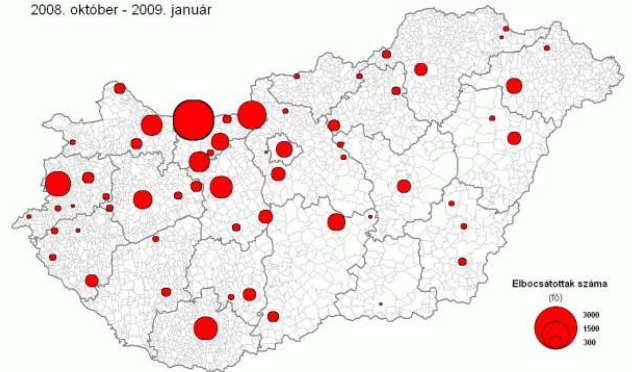 2008. október - 2009. január
Elbocsátottak száma
(fő)
3000
1500
300